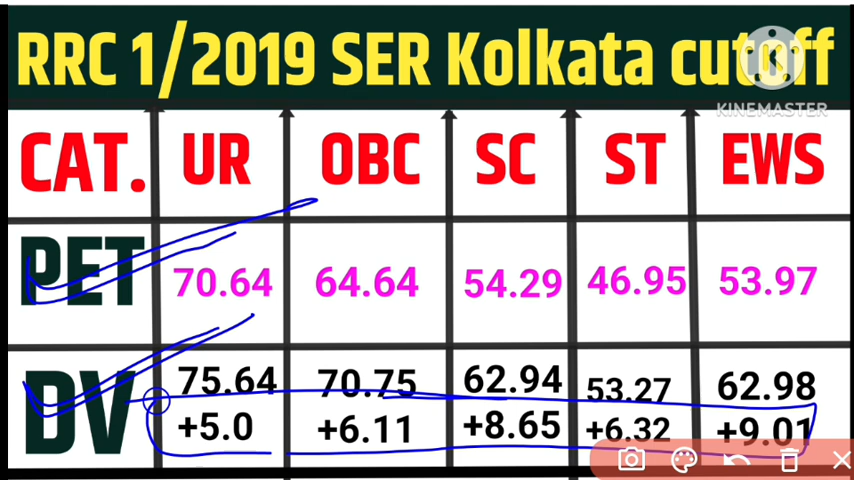 RRC 1/2019 SER Kolkata cutoff
KINEMASTER
CAT. UR OBC SC ST EWS
PET 70.64 64.64 54.29 46.95 53.97
DV 75.64 70.75 62.94 53.27 62.98
+5.0 +6.11 +8.65 +6.32 +9.01